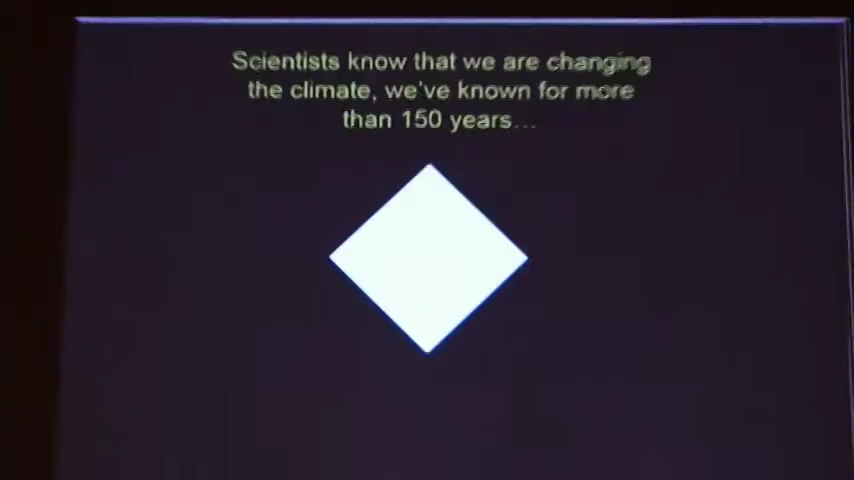 Scientists know that we are changing
the climate, we've known for more
than 150 years...